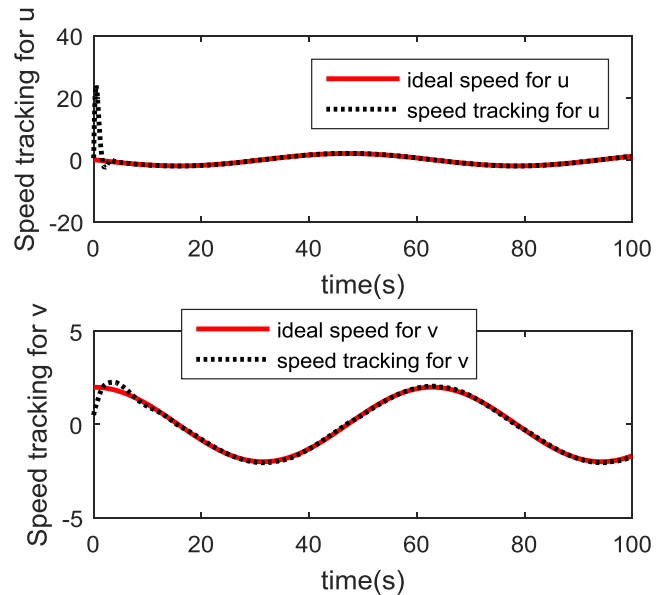 Speed tracking for u
40
20
0
-20
ideal speed for u
speed tracking for u
0 20 40 60 80 100
time(s)
Speed tracking for v
5
0
-5
ideal speed for v
speed tracking for v
0 20 40 60 80 100
time(s)